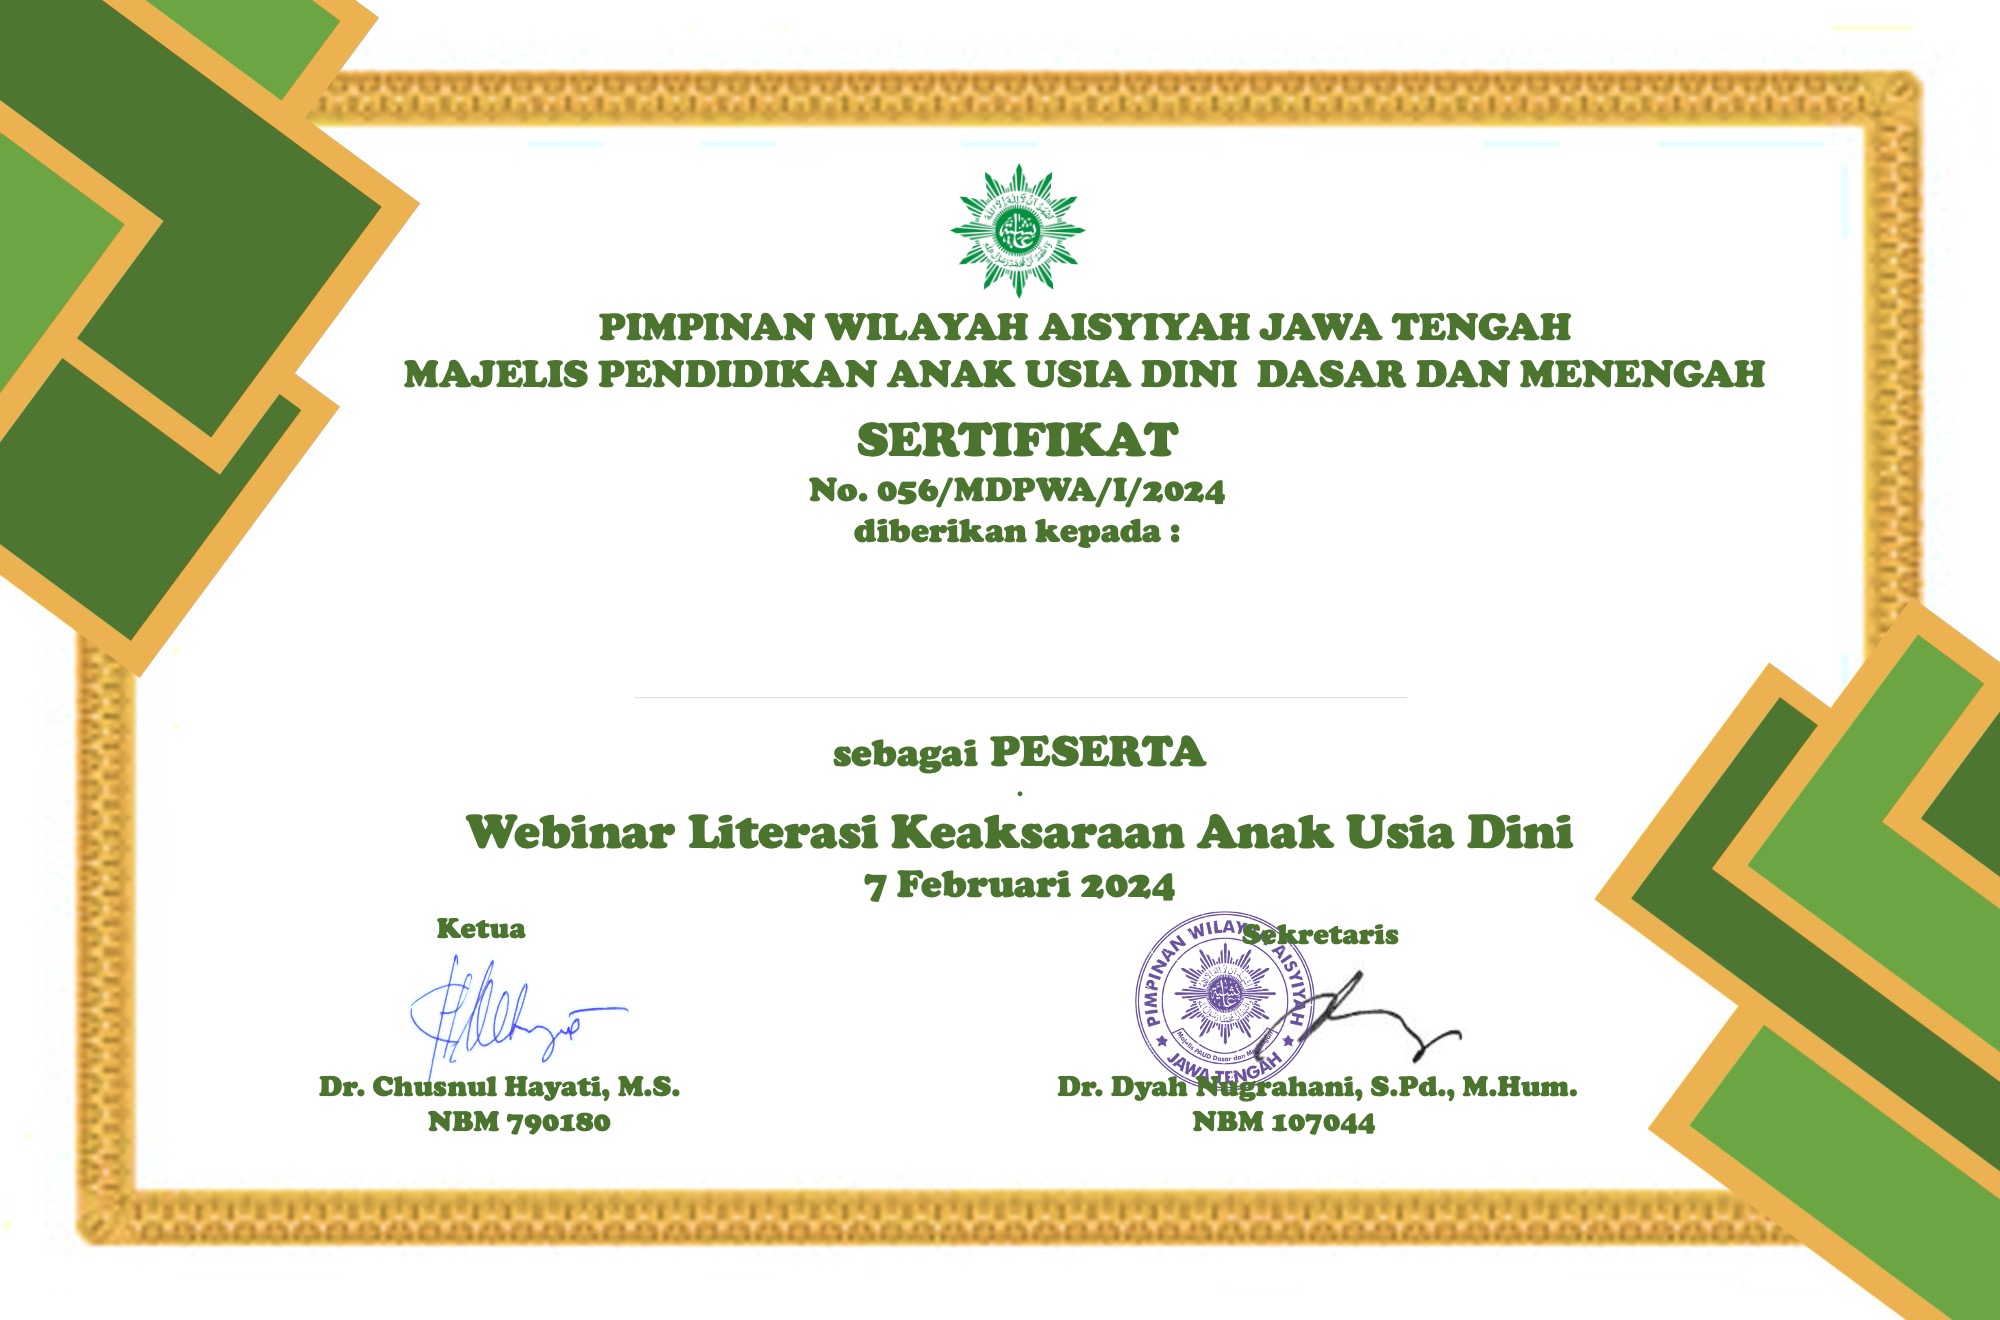 PIMPINAN WILAYAH AISYIYAH JAWA TENGAH
MAJELIS PENDIDIKAN ANAK USIA DINI  DASAR DAN MENENGAH
SERTIFIKAT
No. 056/MDPWA/I/2024
diberikan kepada :
sebagai PESERTA
.
Webinar Literasi Keaksaraan Anak Usia Dini
7 Februari 2024
Ketua
Sekretaris
PIMPINAN WILAYAH AISYIYAH
Majelis PAUD Dasar dan Menengah
JAWA TENGAH
Dr. Chusnul Hayati, M.S.
NBM 790180
Dr. Dyah Nugrahani, S.Pd., M.Hum.
NBM 107044